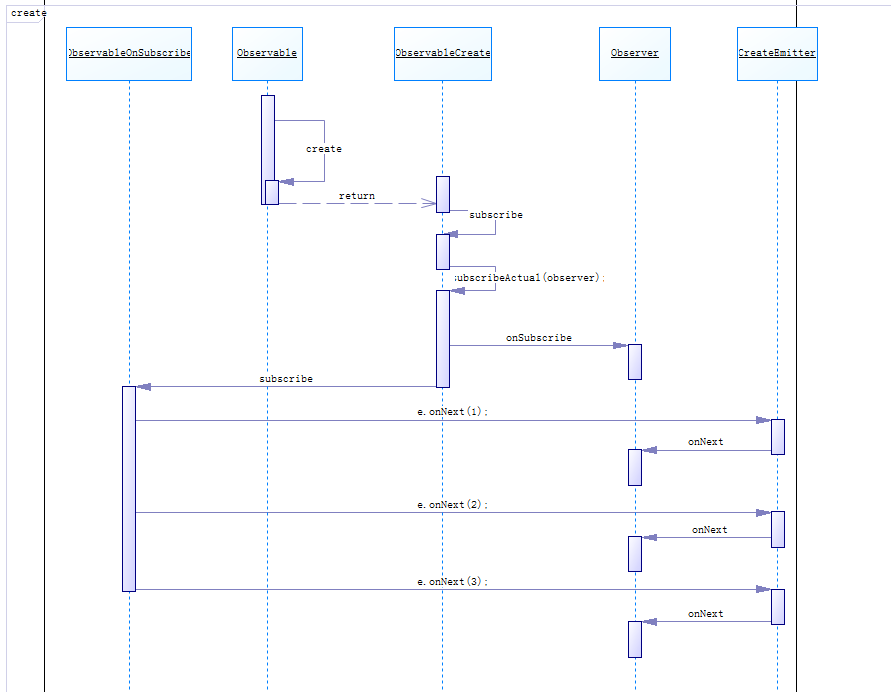 create
ObservableOnSubscribe
Observable
ObservableCreate
Observer
CreateEmitter
create
return
subscribe
subscribeActual(observer);
onSubscribe
subscribe
e.onNext(1);
onNext
e.onNext(2);
onNext
e.onNext(3);
onNext